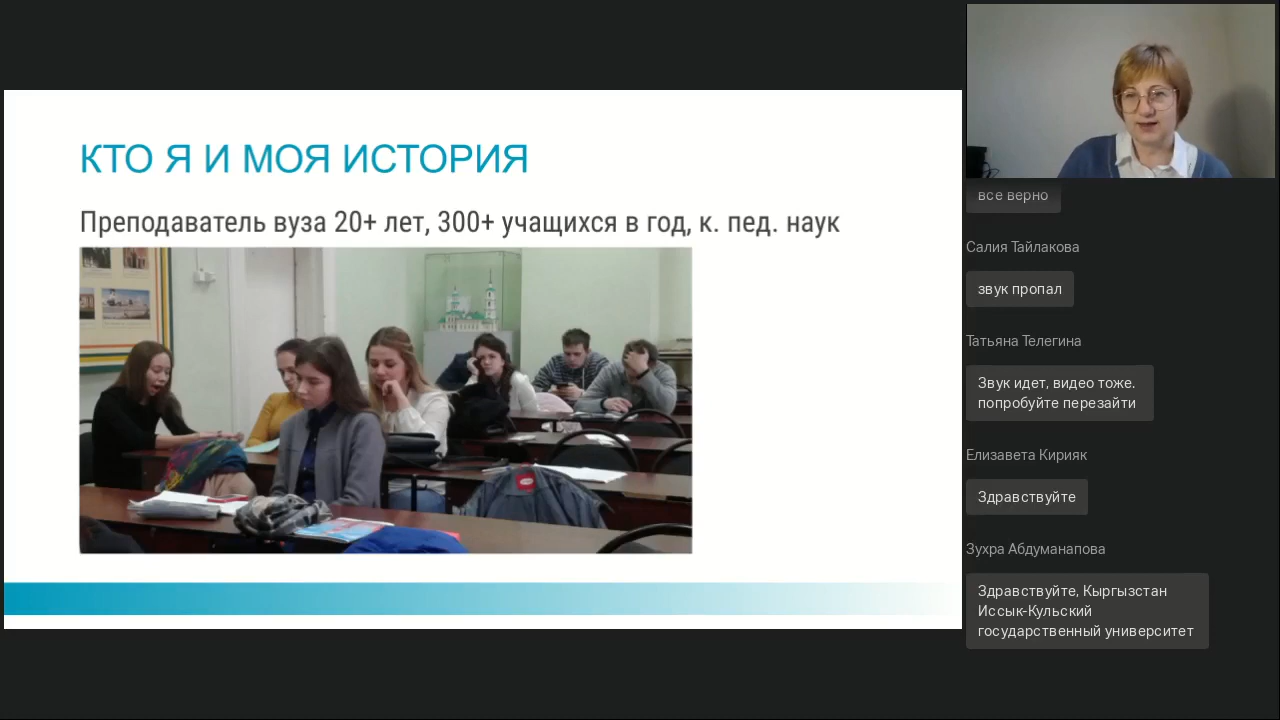 КТО Я И МОЯ ИСТОРИЯ
Преподаватель вуза 20+ лет, 300+ учащихся в год, к. пед. наук
все верно
Салия Тайлакова
звук пропал
Татьяна Телегина
Звук идет, видео тоже.
попробуйте перезайти
Елизавета Кирияк
Здравствуйте
Зухра Абдуманапова
Здравствуйте, Кыргызстан
Иссык-Кульский
государственный университет